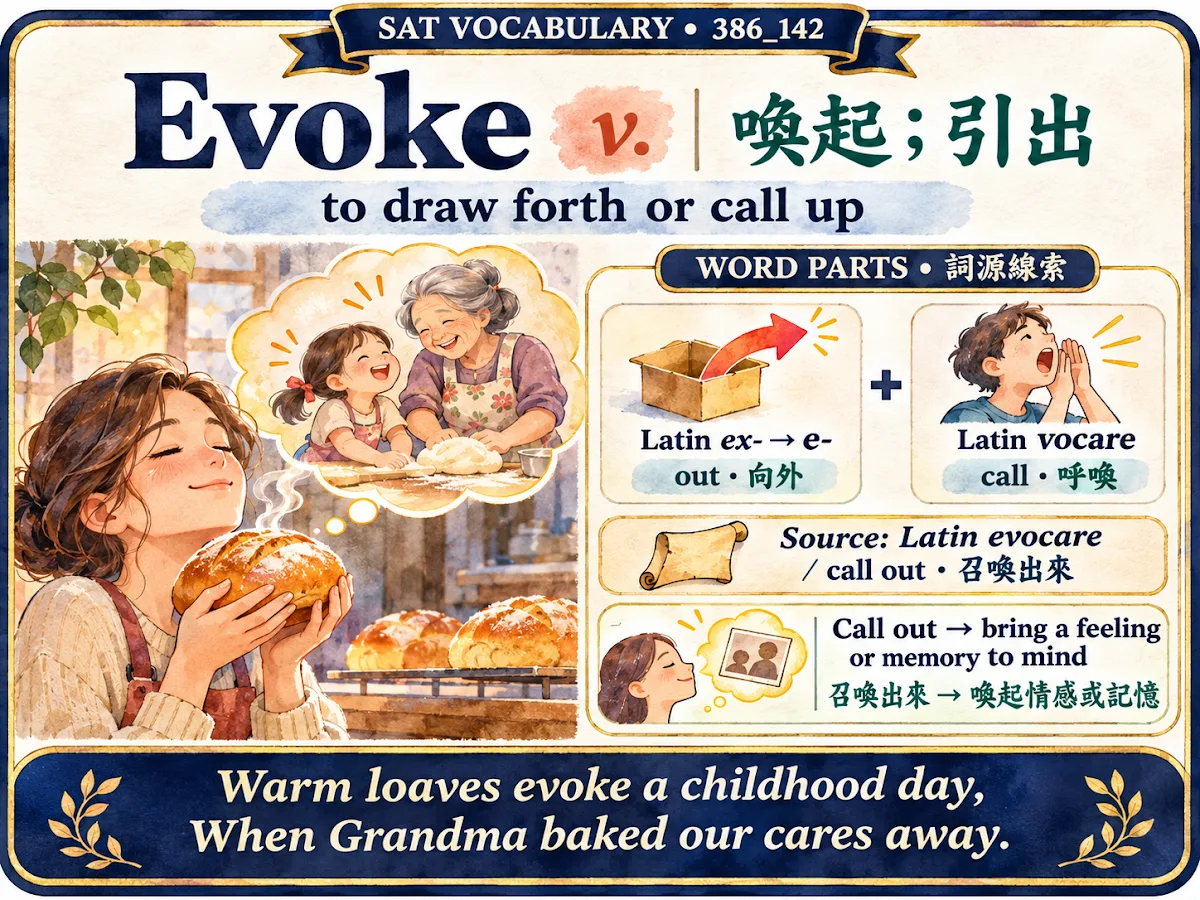 SAT VOCABULARY • 386_142
Evoke v. 喚起；引出
to draw forth or call up
WORD PARTS • 詞源線索
Latin ex- → e-
out • 向外
+
Latin vocare
call • 呼喚
Source: Latin evocare
/ call out • 召喚出來
Call out → bring a feeling
or memory to mind
召喚出來 → 喚起情感或記憶
Warm loaves evoke a childhood day,
When Grandma baked our cares away.